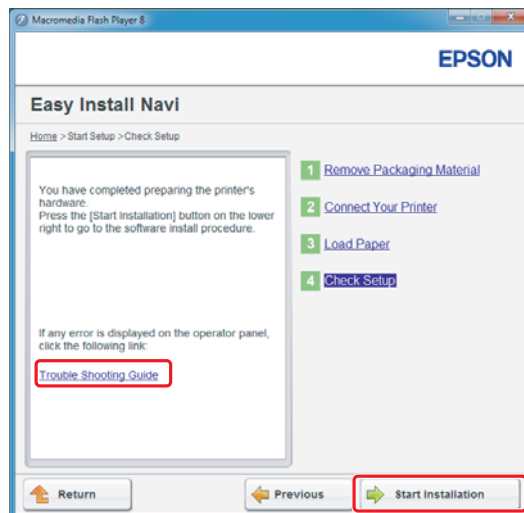 Macromedia Flash Player 8
EPSON
Easy Install Navi
Home > Start Setup >Check Setup
You have completed preparing the printer's
hardware.
Press the [Start Installation] button on the lower
right to go to the software install procedure.
If any error is displayed on the operator panel,
click the following link:
Trouble Shooting Guide
1 Remove Packaging Material
2 Connect Your Printer
3 Load Paper
4 Check Setup
Return
Previous
Start Installation